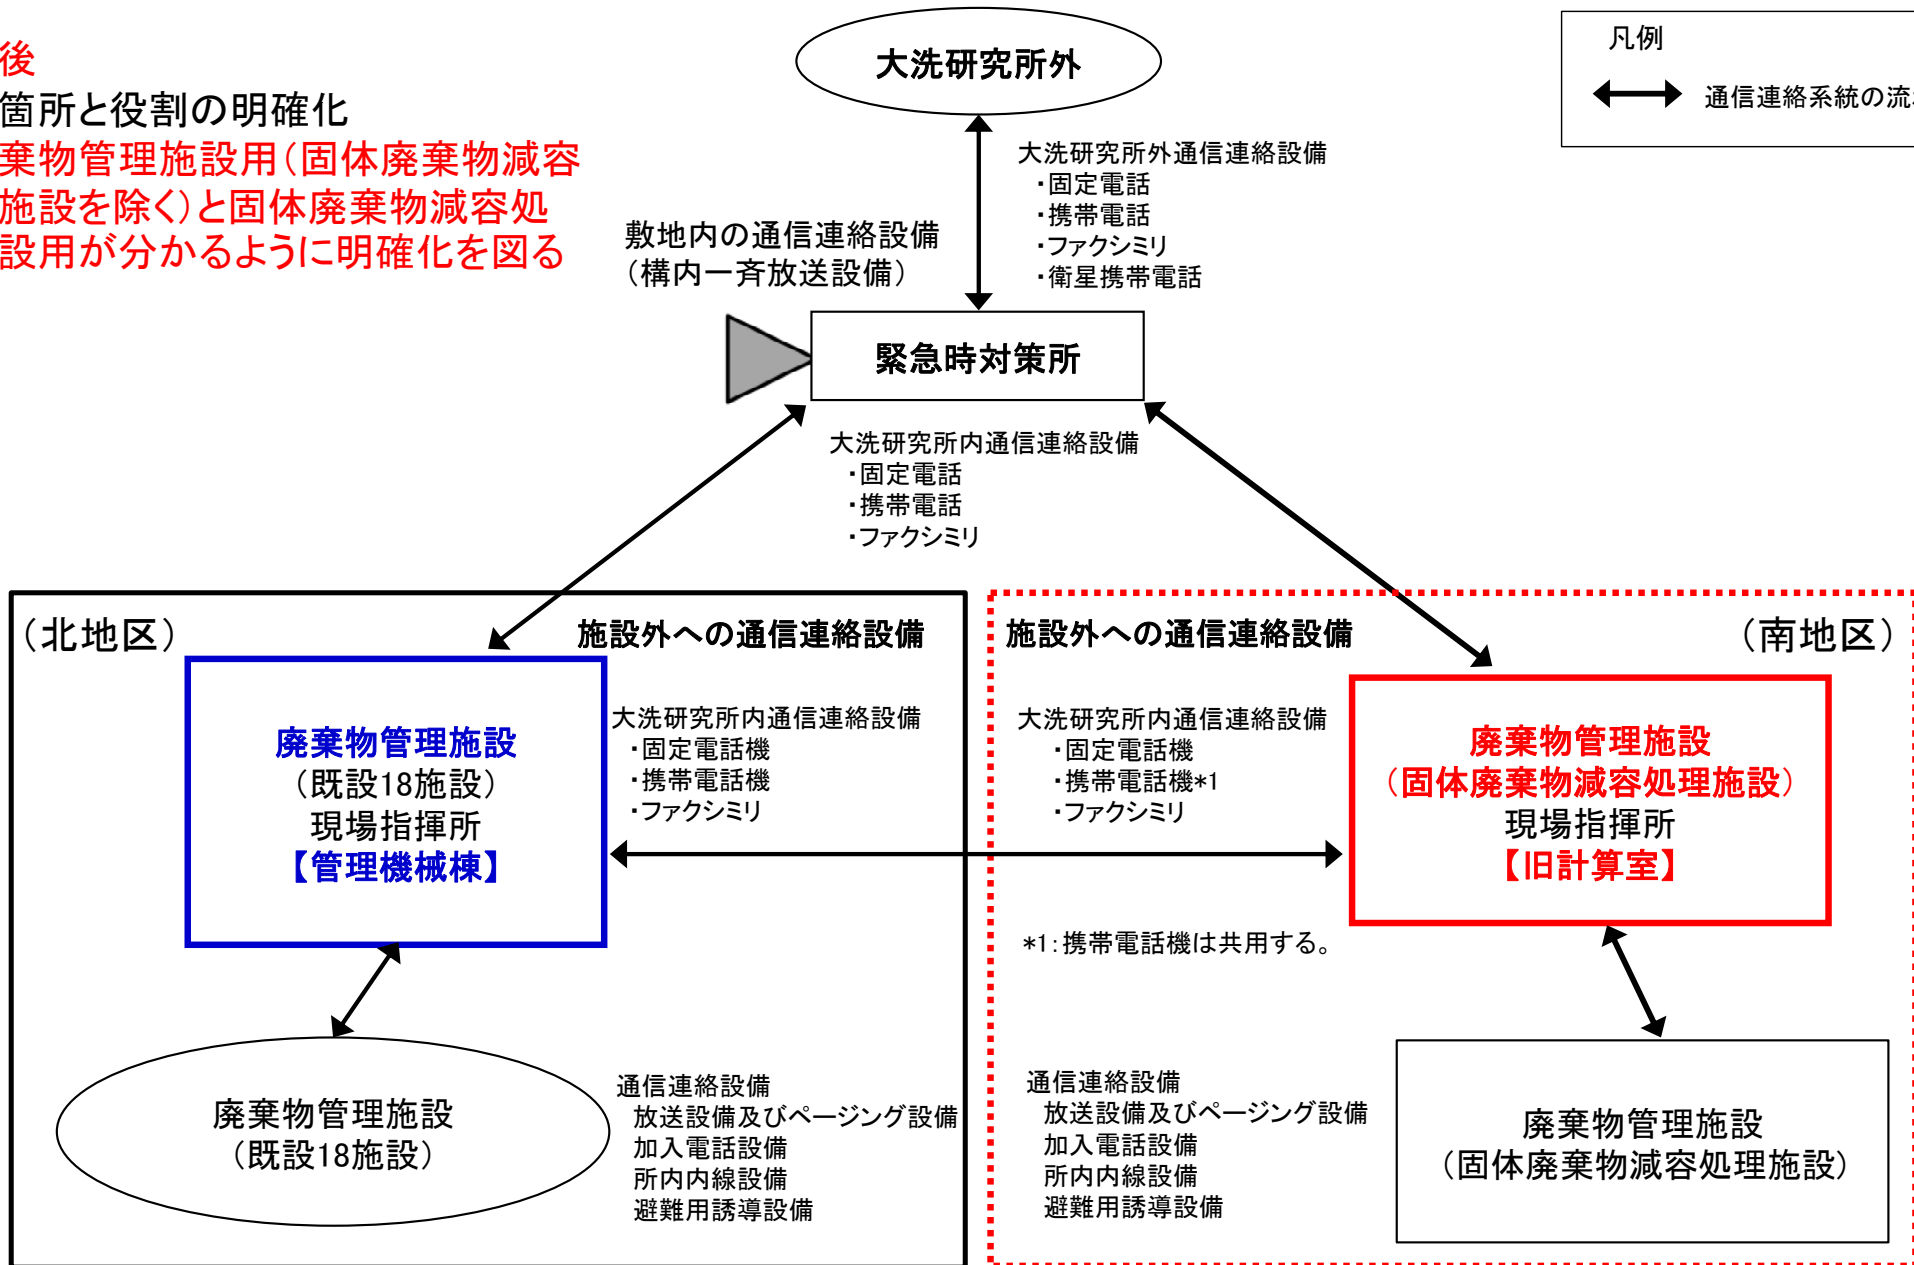 後
箇所と役割の明確化
棄物管理施設用(固体廃棄物減容
施設を除く)と固体廃棄物減容処
設用が分かるように明確化を図る
大洗研究所外
凡例
通信連絡系統の流
大洗研究所外通信連絡設備
・固定電話
・携帯電話
・ファクシミリ
・衛星携帯電話
敷地内の通信連絡設備
(構内一斉放送設備)
緊急時対策所
大洗研究所内通信連絡設備
・固定電話
・携帯電話
・ファクシミリ
(北地区)
施設外への通信連絡設備
廃棄物管理施設
(既設18施設)
現場指揮所
【管理機械棟】
大洗研究所内通信連絡設備
・固定電話機
・携帯電話機
・ファクシミリ
廃棄物管理施設
(既設18施設)
通信連絡設備
放送設備及びページング設備
加入電話設備
所内内線設備
避難用誘導設備
施設外への通信連絡設備
(南地区)
大洗研究所内通信連絡設備
・固定電話機
・携帯電話機*1
・ファクシミリ
廃棄物管理施設
(固体廃棄物減容処理施設)
現場指揮所
【旧計算室】
*1:携帯電話機は共用する。
通信連絡設備
放送設備及びページング設備
加入電話設備
所内内線設備
避難用誘導設備
廃棄物管理施設
(固体廃棄物減容処理施設)